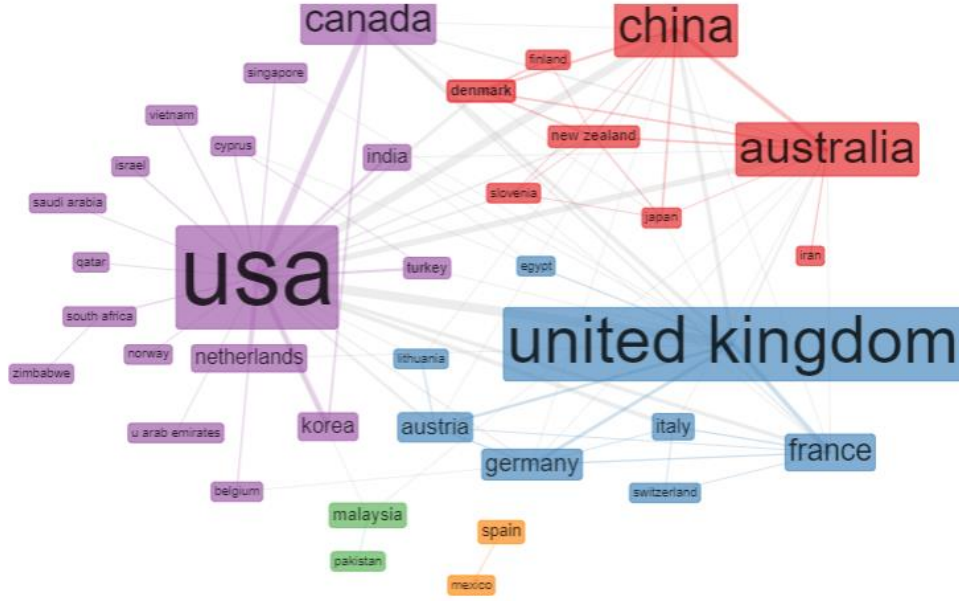 canada
china
finland
singapore
denmark
vietnam
new zealand
cyprus
india
australia
israel
slovenia
saudi arabia
japan
iran
qatar
usa
turkey
egypt
south africa
norway
netherlands
lithuania
united kingdom
zimbabwe
u arab emirates
korea
austria
italy
france
germany
belgium
switzerland
malaysia
spain
pakistan
mexico